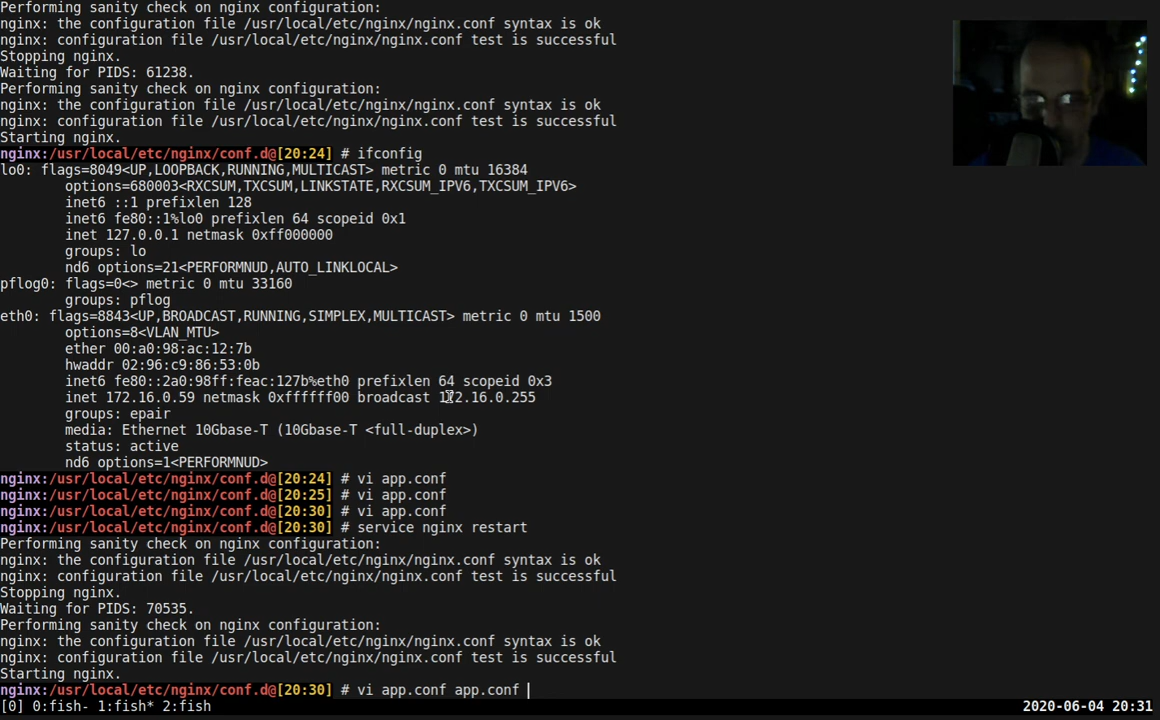 Performing sanity check on nginx configuration:
nginx: the configuration file /usr/local/etc/nginx/nginx.conf syntax is ok
nginx: configuration file /usr/local/etc/nginx/nginx.conf test is successful
Stopping nginx.
Waiting for PIDS: 61238.
Performing sanity check on nginx configuration:
nginx: the configuration file /usr/local/etc/nginx/nginx.conf syntax is ok
nginx: configuration file /usr/local/etc/nginx/nginx.conf test is successful
Starting nginx.
nginx:/usr/local/etc/nginx/conf.d@[20:24] # ifconfig
lo0: flags=8049<UP,LOOPBACK,RUNNING,MULTICAST> metric 0 mtu 16384
options=680003<RXCSUM,TXCSUM,LINKSTATE,RXCSUM_IPV6,TXCSUM_IPV6>
inet6 ::1 prefixlen 128
inet6 fe80::1%lo0 prefixlen 64 scopeid 0x1
inet 127.0.0.1 netmask 0xff000000
groups: lo
nd6 options=21<PERFORMNUD,AUTO_LINKLOCAL>
pflog0: flags=0<> metric 0 mtu 33160
groups: pflog
eth0: flags=8843<UP,BROADCAST,RUNNING,SIMPLEX,MULTICAST> metric 0 mtu 1500
options=8<VLAN_MTU>
ether 00:a0:98:ac:12:7b
hwaddr 02:96:c9:86:53:0b
inet6 fe80::2a0:98ff:feac:127b%eth0 prefixlen 64 scopeid 0x3
inet 172.16.0.59 netmask 0xffffff00 broadcast 172.16.0.255
groups: epair
media: Ethernet 10Gbase-T (10Gbase-T <full-duplex>)
status: active
nd6 options=1<PERFORMNUD>
nginx:/usr/local/etc/nginx/conf.d@[20:24] # vi app.conf
nginx:/usr/local/etc/nginx/conf.d@[20:25] # vi app.conf
nginx:/usr/local/etc/nginx/conf.d@[20:30] # vi app.conf
nginx:/usr/local/etc/nginx/conf.d@[20:30] # service nginx restart
Performing sanity check on nginx configuration:
nginx: the configuration file /usr/local/etc/nginx/nginx.conf syntax is ok
nginx: configuration file /usr/local/etc/nginx/nginx.conf test is successful
Stopping nginx.
Waiting for PIDS: 70535.
Performing sanity check on nginx configuration:
nginx: the configuration file /usr/local/etc/nginx/nginx.conf syntax is ok
nginx: configuration file /usr/local/etc/nginx/nginx.conf test is successful
Starting nginx.
nginx:/usr/local/etc/nginx/conf.d@[20:30] # vi app.conf app.conf
[0] 0:fish- 1:fish* 2:fish 2020-06-04 20:31